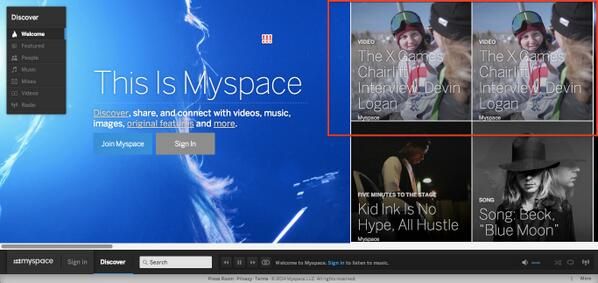 Discover
Welcome
Featured
People
Music
Mixes
Videos
Radio
This Is Myspace
Discover, share, and connect with videos, music,
images, original features and more.
Join Myspace
Sign In
VIDEO
The X Games
Chairlift
Interview: Devin
Logan
Myspace
VIDEO
The X Games
Chairlift
Interview: Devin
Logan
Myspace
FIVE MINUTES TO THE STAGE
Kid Ink Is No
Hype, All Hustle
Myspace
SONG
Song: Beck,
"Blue Moon"
myspace
Sign In
Discover
Search
Welcome to Myspace. Sign in to listen to music.
Press Room Privacy Terms © 2014 Myspace LLC. All rights reserved.
More